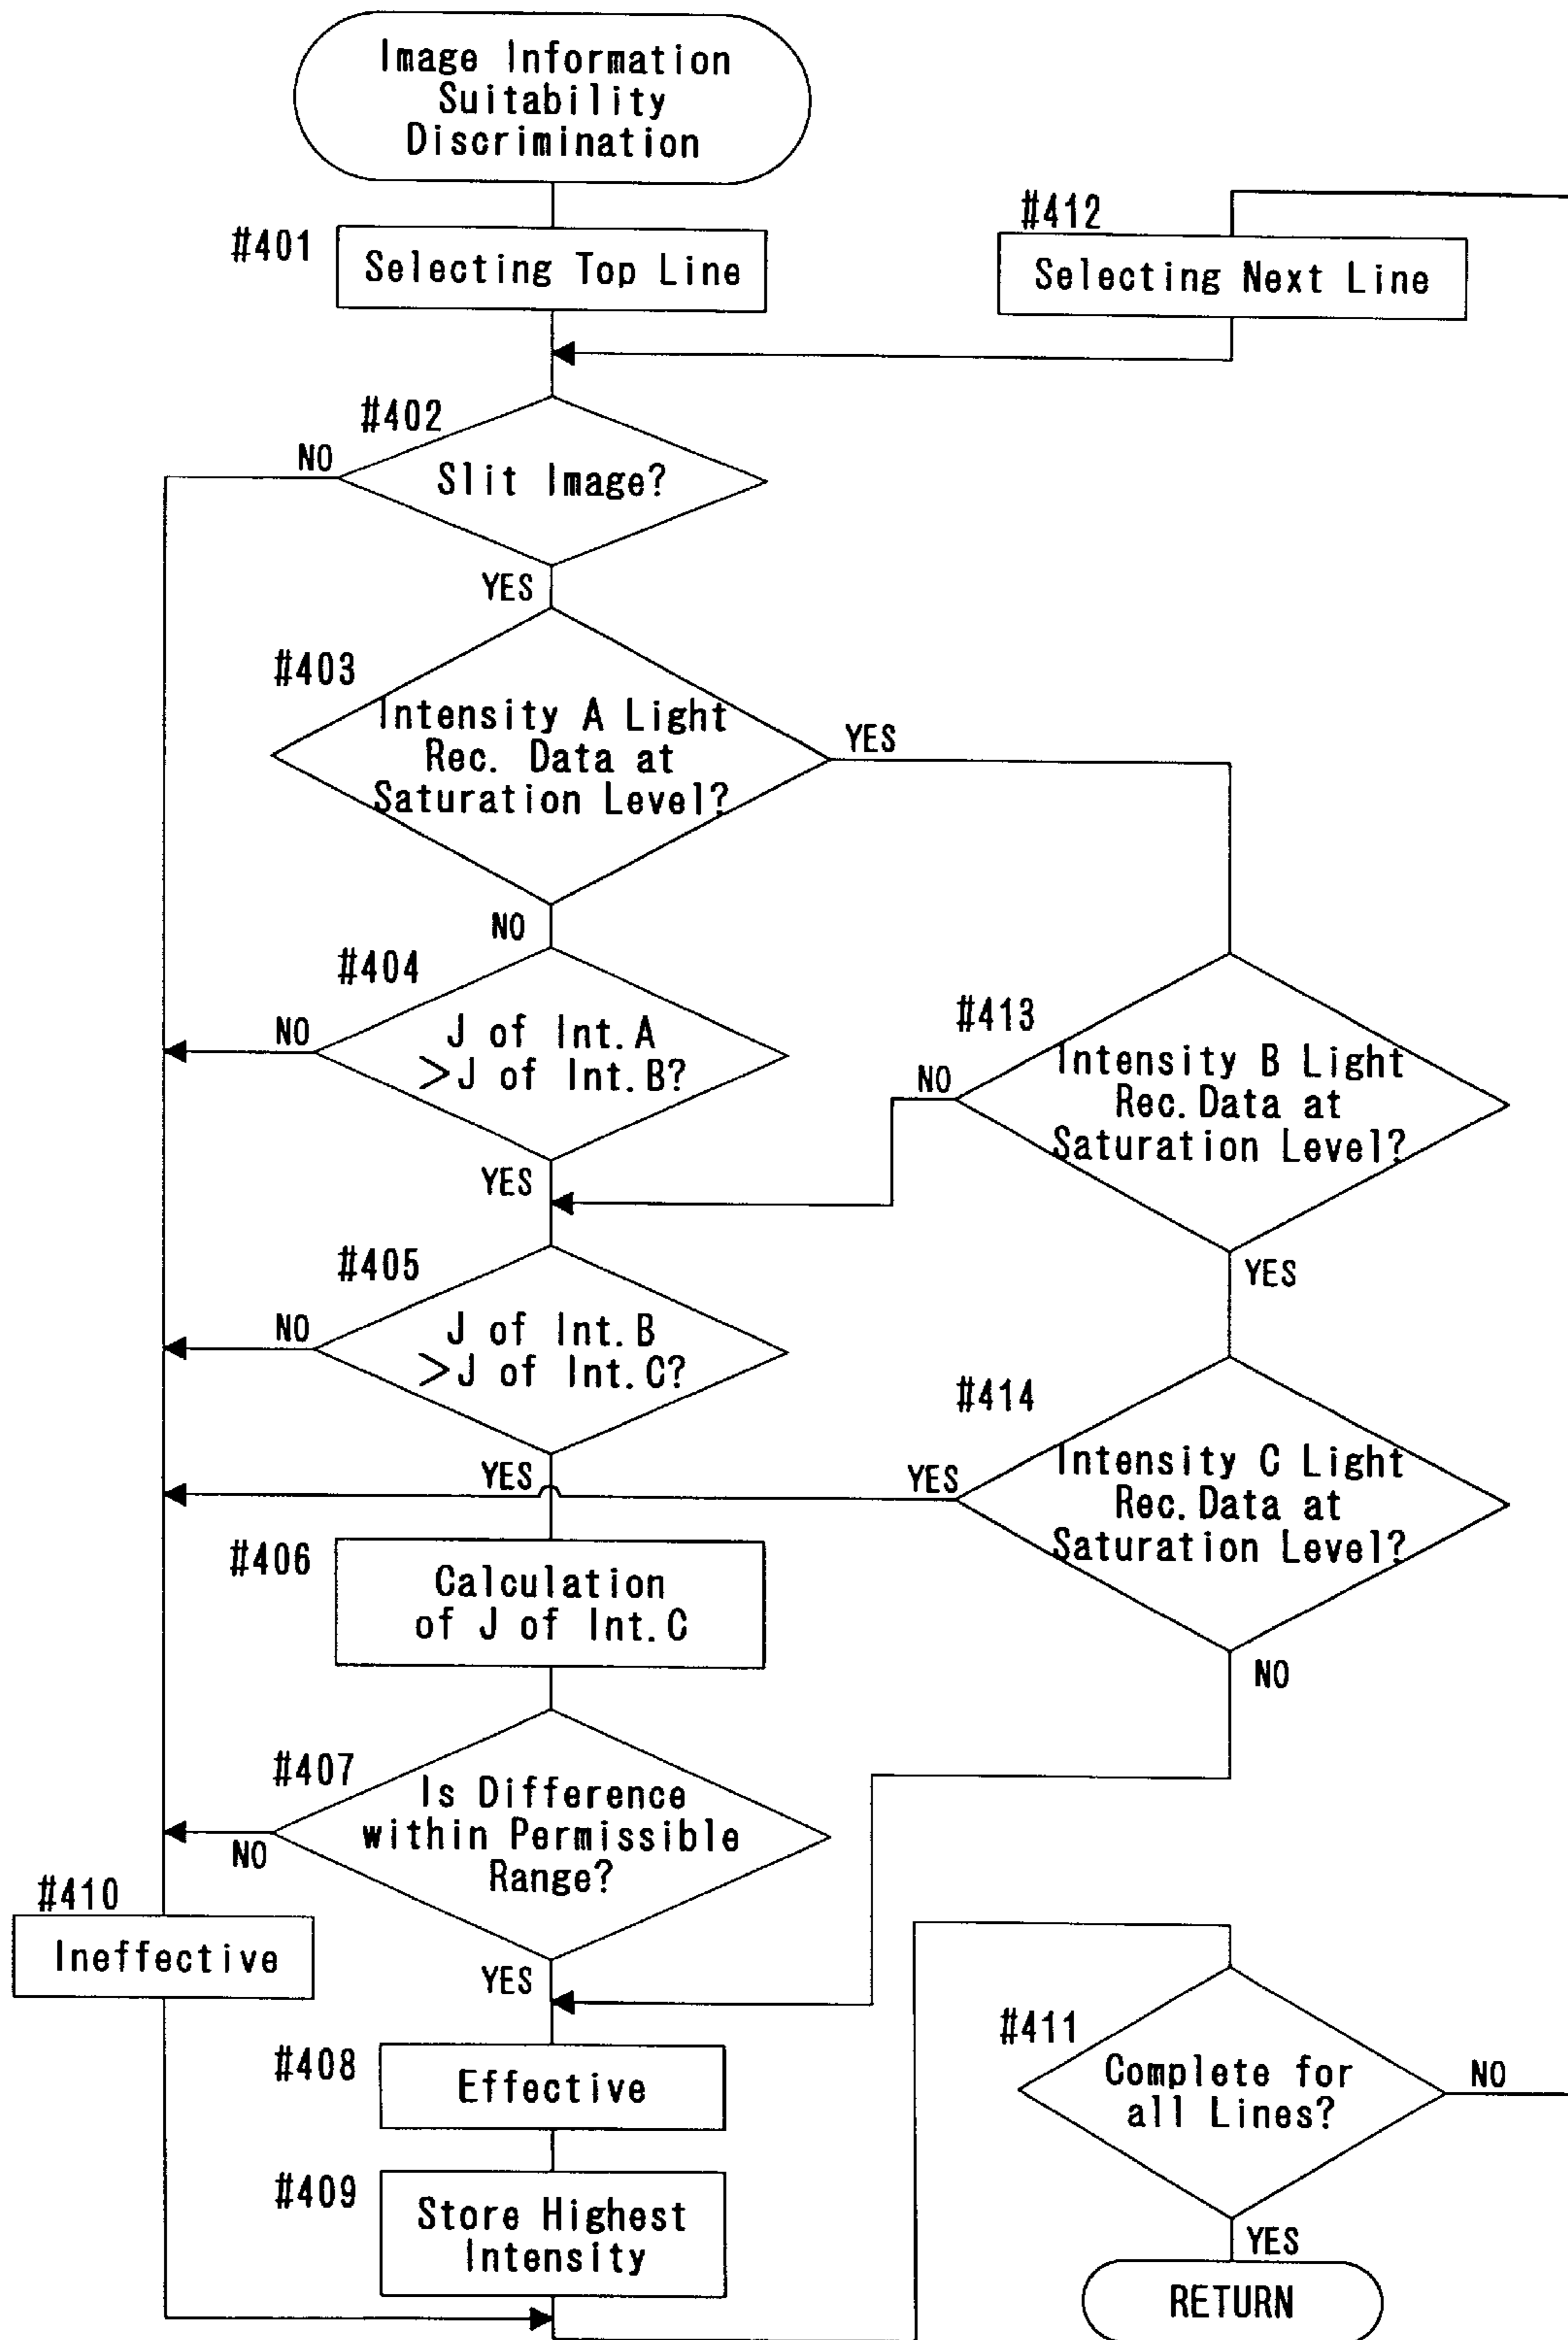 Image Information
Suitability
Discrimination
#401
Selecting Top Line
#412
Selecting Next Line
#402
NO
Slit Image?
YES
#403
Intensity A Light
Rec. Data at
Saturation Level?
YES
NO
#404
NO
J of Int.A
>J of Int.B?
YES
#413
NO
Intensity B Light
Rec.Data at
Saturation Level?
YES
#405
NO
J of Int.B
>J of Int.C?
YES
#414
YES
Intensity C Light
Rec.Data at
Saturation Level?
NO
#406
Calculation
of J of Int.C
#407
NO
Is Difference
within Permissible
Range?
YES
#410
Ineffective
#408
Effective
#409
Store Highest
Intensity
#411
Complete for
all Lines?
NO
YES
RETURN